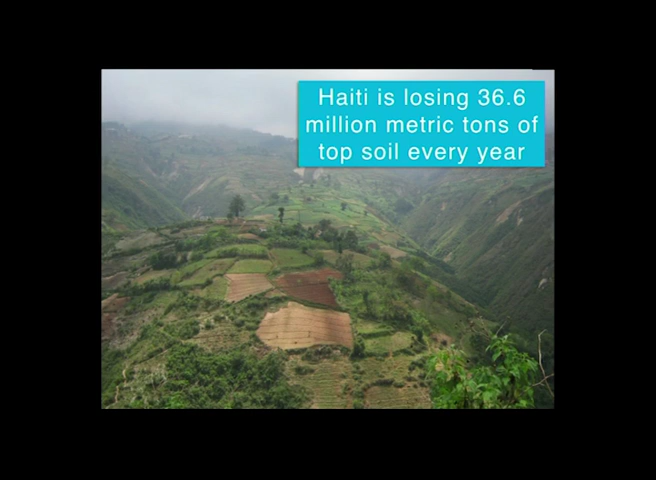 Haiti is losing 36.6
million metric tons of
top soil every year